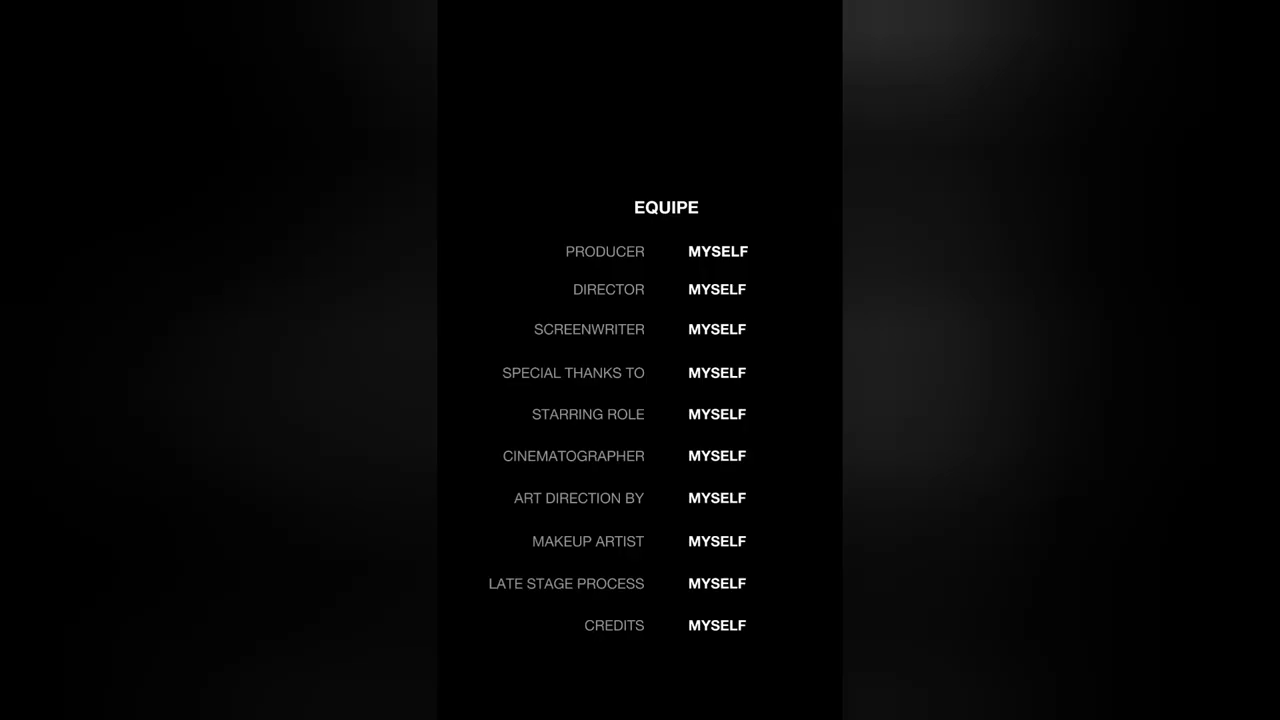 EQUIPE
PRODUCER MYSELF
DIRECTOR MYSELF
SCREENWRITER MYSELF
SPECIAL THANKS TO MYSELF
STARRING ROLE MYSELF
CINEMATOGRAPHER MYSELF
ART DIRECTION BY MYSELF
MAKEUP ARTIST MYSELF
LATE STAGE PROCESS MYSELF
CREDITS MYSELF